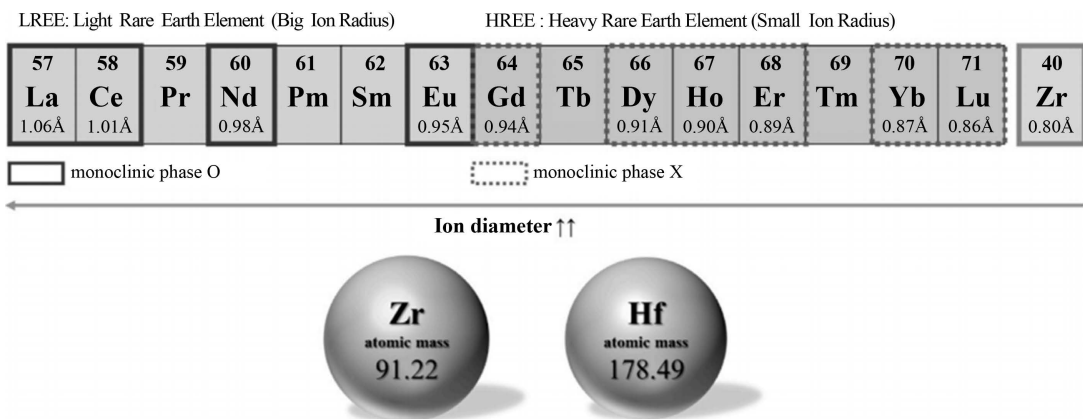 LREE: Light Rare Earth Element (Big Ion Radius) HREE : Heavy Rare Earth Element (Small Ion Radius)
57 58 59 60 61 62 63 64 65 66 67 68 69 70 71 40
La Ce Pr Nd Pm Sm Eu Gd Tb Dy Ho Er Tm Yb Lu Zr
1.06Å 1.01Å 0.98Å 0.95Å 0.94Å 0.91Å 0.90Å 0.89Å 0.87Å 0.86Å 0.80Å
monoclinic phase O monoclinic phase X
Ion diameter ↑↑
Zr Hf
atomic mass atomic mass
91.22 178.49